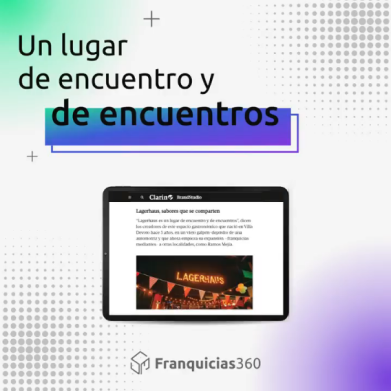 Un lugar
de encuentro y
de encuentros
Clarín BrandStudio
Lagerhaus, sabores que se comparten
"Lagerhaus es un lugar de encuentro y de encuentros", dicen
los creadores de este espacio gastronómico que nació en Villa
Devoto hace 5 años, en un viejo galpón-depósito de una
automotriz y que ahora empieza su expansión -franquicias
mediante- a otras localidades, como Ramos Mejía.
LAGERHAUS
Franquicias360